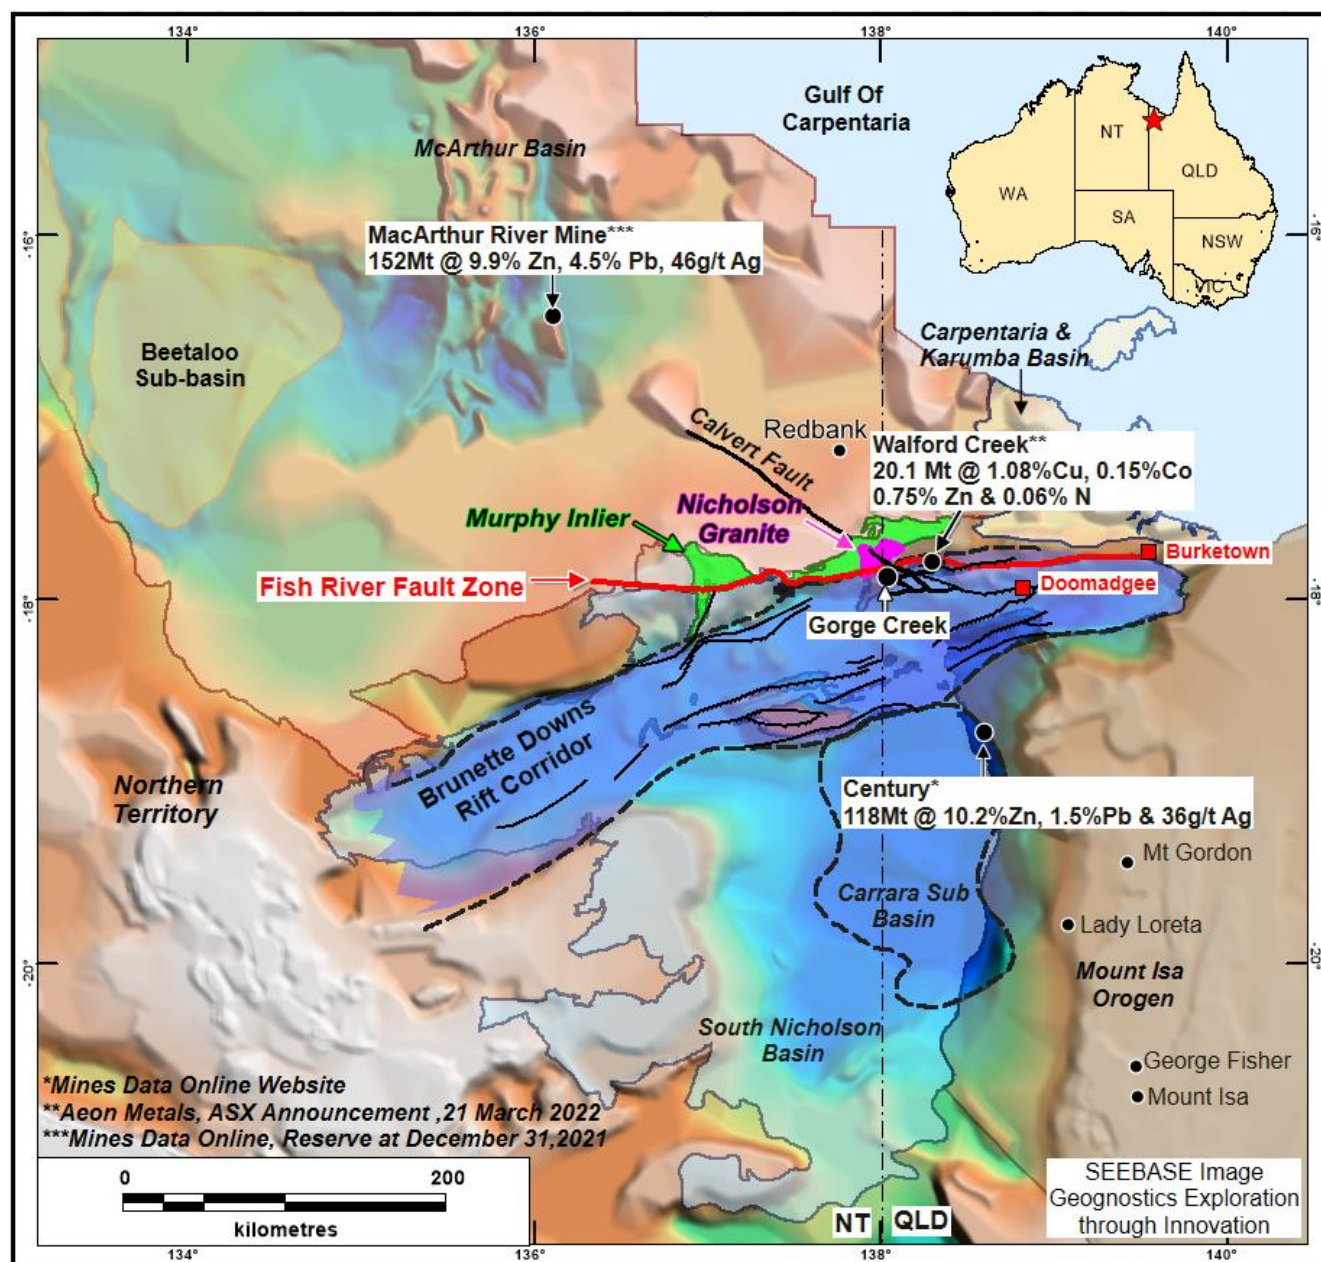 134°
136°
138°
140°
Gulf Of
Carpentaria
McArthur Basin
NT
QLD
WA
SA
NSW
VIC
-16°
-16°
MacArthur River Mine***
152Mt @ 9.9% Zn, 4.5% Pb, 46g/t Ag
Beetaloo
Sub-basin
Carpentaria &
Karumba Basin
Calvert Fault
Redbank
Walford Creek**
20.1 Mt @ 1.08%Cu, 0.15%Co
0.75% Zn & 0.06% N
Murphy Inlier
Nicholson
Granite
Burketown
Fish River Fault Zone
Doomadgee
-18°
-18°
Gorge Creek
Brunette Downs
Rift Corridor
Northern
Territory
Century*
118Mt @ 10.2%Zn, 1.5%Pb & 36g/t Ag
Mt Gordon
Carrara Sub
Basin
Lady Loreta
-20°
-20°
Mount Isa
Orogen
South Nicholson
Basin
George Fisher
Mount Isa
*Mines Data Online Website
**Aeon Metals, ASX Announcement ,21 March 2022
***Mines Data Online, Reserve at December 31,2021
0
200
kilometres
SEEBASE Image
Geognostics Exploration
through Innovation
NT
QLD
134°
136°
138°
140°